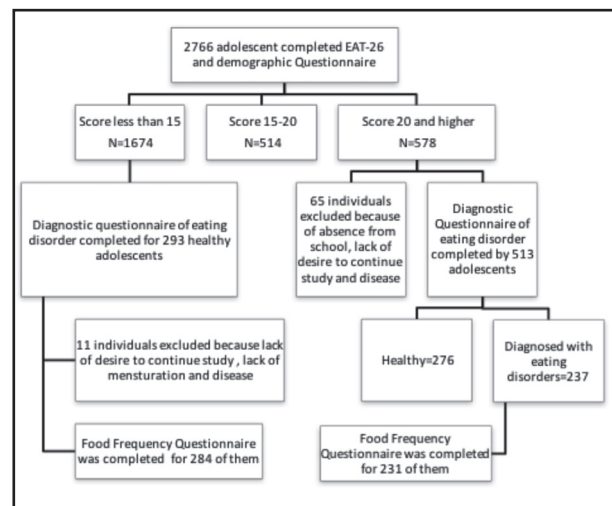 2766 adolescent completed EAT-26
and demographic Questionnaire
Score less than 15
N=1674
Score 15-20
N=514
Score 20 and higher
N=578
Diagnostic questionnaire of eating
disorder completed for 293 healthy
adolescents
65 individuals
excluded because
of absence from
school, lack of
desire to continue
study and disease
Diagnostic
Questionnaire of
eating disorder
completed by 513
adolescents
11 individuals excluded because lack
of desire to continue study , lack of
mensturation and disease
Healthy=276
Diagnosed with
eating
disorders=237
Food Frequency Questionnaire
was completed for 284 of them
Food Frequency
Questionnaire was completed
for 231 of them